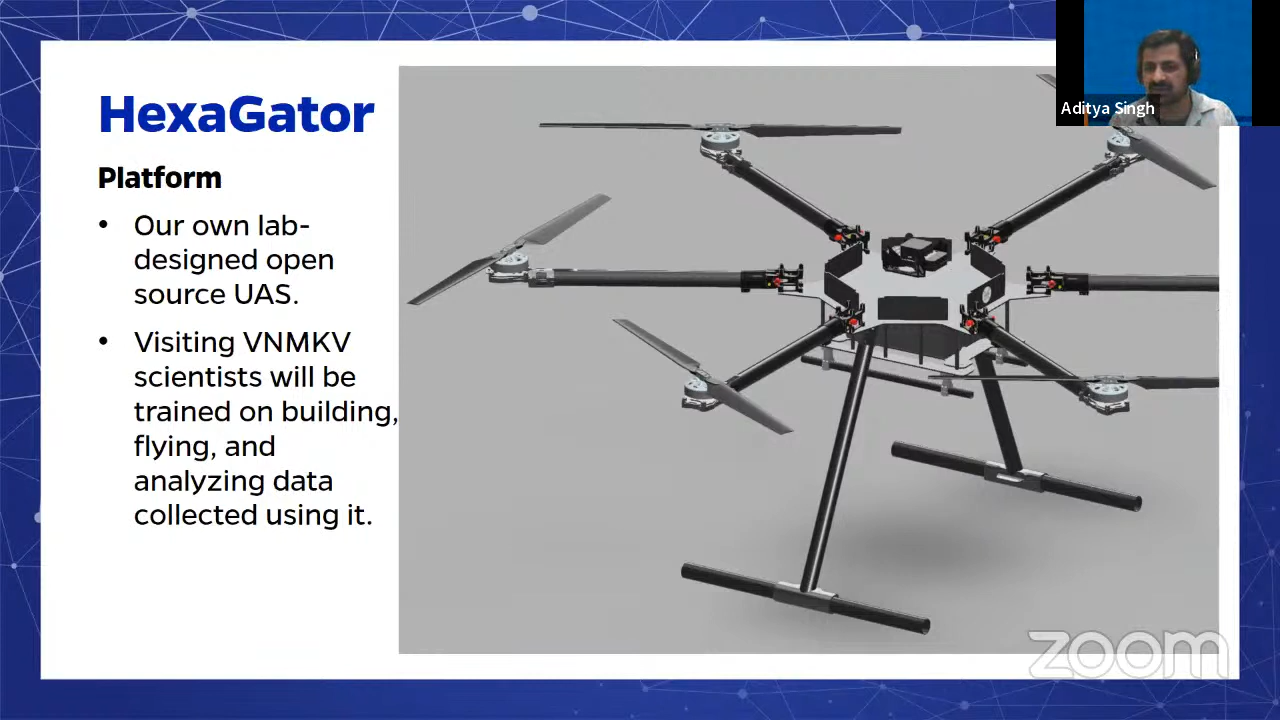 HexaGator
Platform
• Our own lab-
designed open
source UAS.
• Visiting VNMKV
scientists will be
trained on building,
flying, and
analyzing data
collected using it.
Aditya Singh
zoom